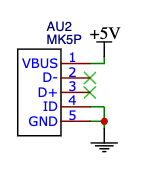 AU2
MK5P
+5V
VBUS 1
D- 2
D+ 3
ID 4
GND 5